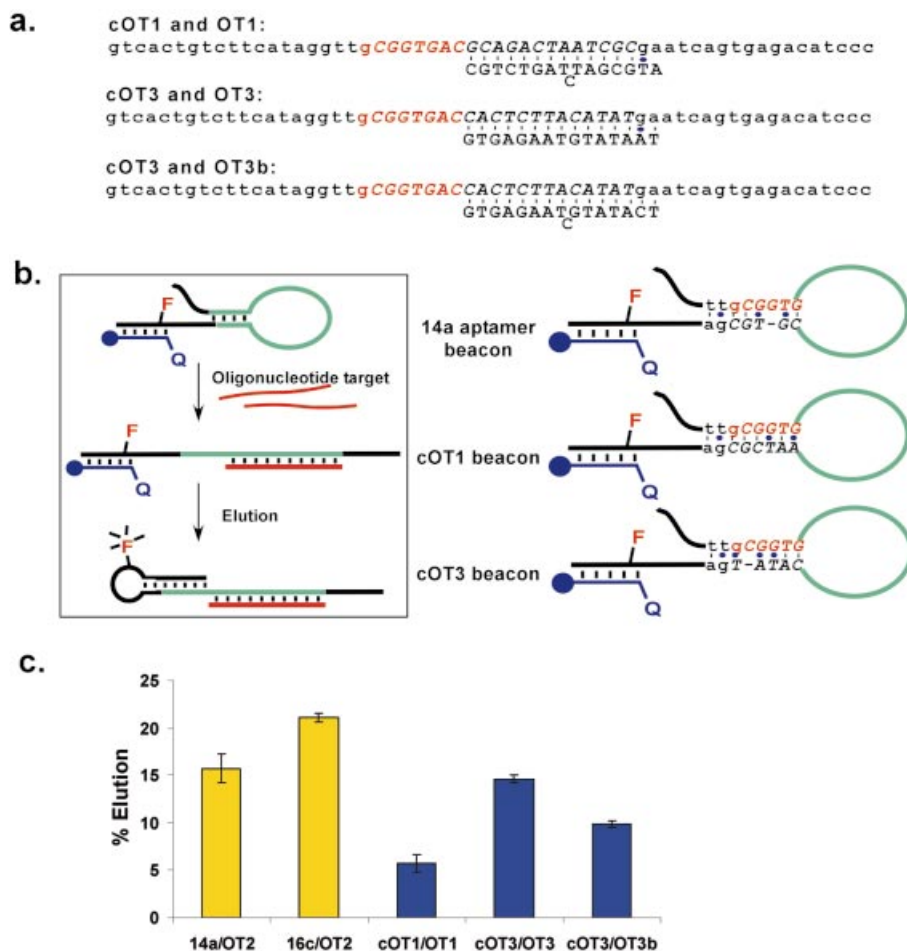 a.
cOT1 and OT1:
gtcactgtcttcataggttgCGGTGACGCAGACTAATCGCgaatcagtgagacatccc
CGTCTGATTAGCGTA
C
cOT3 and OT3:
gtcactgtcttcataggttgCGGTGACCACTCTTACATATgaatcagtgagacatccc
GTGAGAATGTATAAT
cOT3 and OT3b:
gtcactgtcttcataggttgCGGTGACCACTCTTACATATgaatcagtgagacatccc
GTGAGAATGTATACT
C
b.
F
Q
Oligonucleotide target
F
Q
Elution
F
14a aptamer
beacon
F
Q
ttgCGGTG
agCGT-GC
cOT1 beacon
F
Q
ttgCGGTG
agCGCTAA
cOT3 beacon
F
Q
ttgCGGTG
agT-ATAC
c.
% Elution
25
20
15
10
5
0
14a/OT2 16c/OT2 cOT1/OT1 cOT3/OT3 cOT3/OT3b